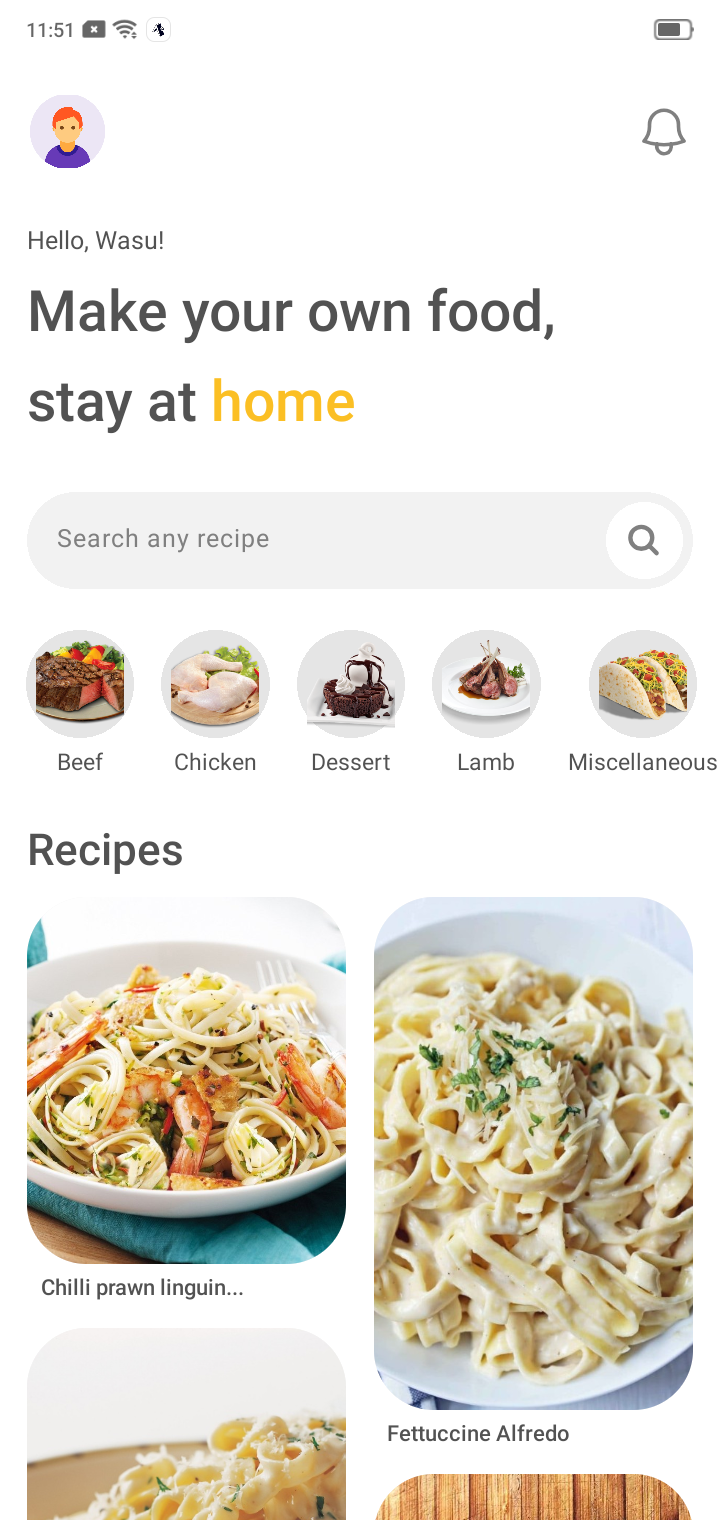 11:51
Hello, Wasu!
Make your own food,
stay at home
Search any recipe
Beef
Chicken
Dessert
Lamb
Miscellaneous
Recipes
Chilli prawn linguin...
Fettuccine Alfredo